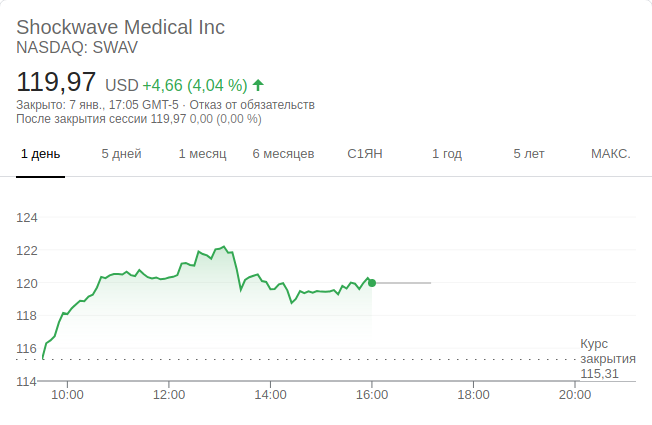 Shockwave Medical Inc
NASDAQ: SWAV
119,97 USD +4,66 (4,04 %)
Закрыто: 7 янв., 17:05 GMT-5 · Отказ от обязательств
После закрытия сессии 119,97 0,00 (0,00 %)
1 день 5 дней 1 месяц 6 месяцев С1ЯН 1 год 5 лет МАКС.
124
122
120
118
116
114
Курс
закрытия
115,31
10:00 12:00 14:00 16:00 18:00 20:00